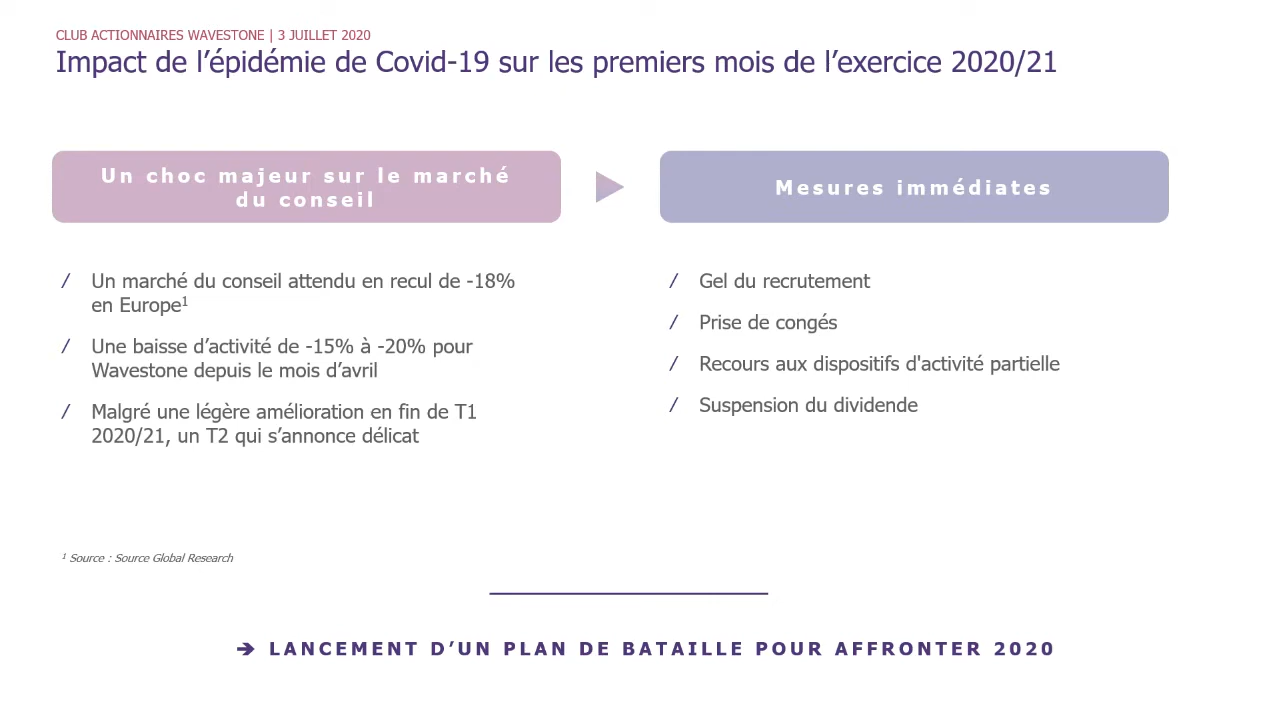 CLUB ACTIONNAIRES WAVESTONE | 3 JUILLET 2020
Impact de l’épidémie de Covid-19 sur les premiers mois de l’exercice 2020/21
Un choc majeur sur le marché
du conseil
/ Un marché du conseil attendu en recul de -18%
en Europe¹
/ Une baisse d’activité de -15% à -20% pour
Wavestone depuis le mois d’avril
/ Malgré une légère amélioration en fin de T1
2020/21, un T2 qui s’annonce délicat
Mesures immédiates
/ Gel du recrutement
/ Prise de congés
/ Recours aux dispositifs d'activité partielle
/ Suspension du dividende
¹ Source : Source Global Research
➔ LANCEMENT D’UN PLAN DE BATAILLE POUR AFFRONTER 2020